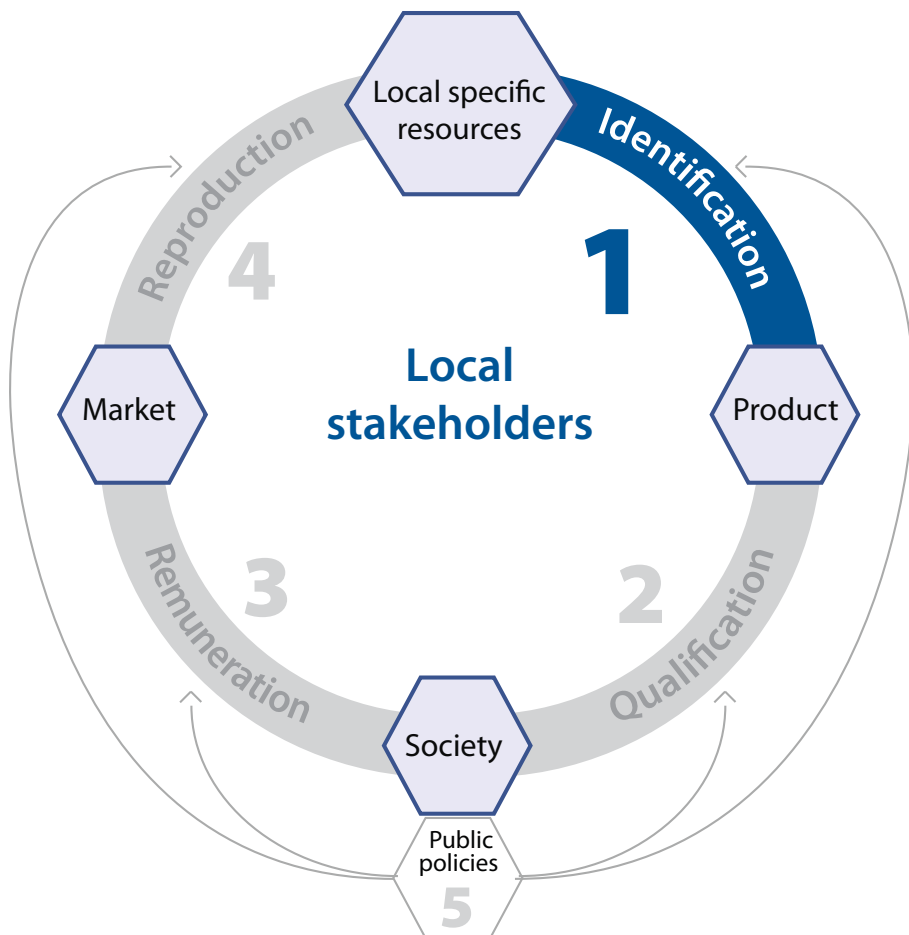 Local specific
resources
Identification
1
Reproduction
4
Local
stakeholders
Market
Product
Remuneration
3
2
Qualification
Society
Public
policies
5